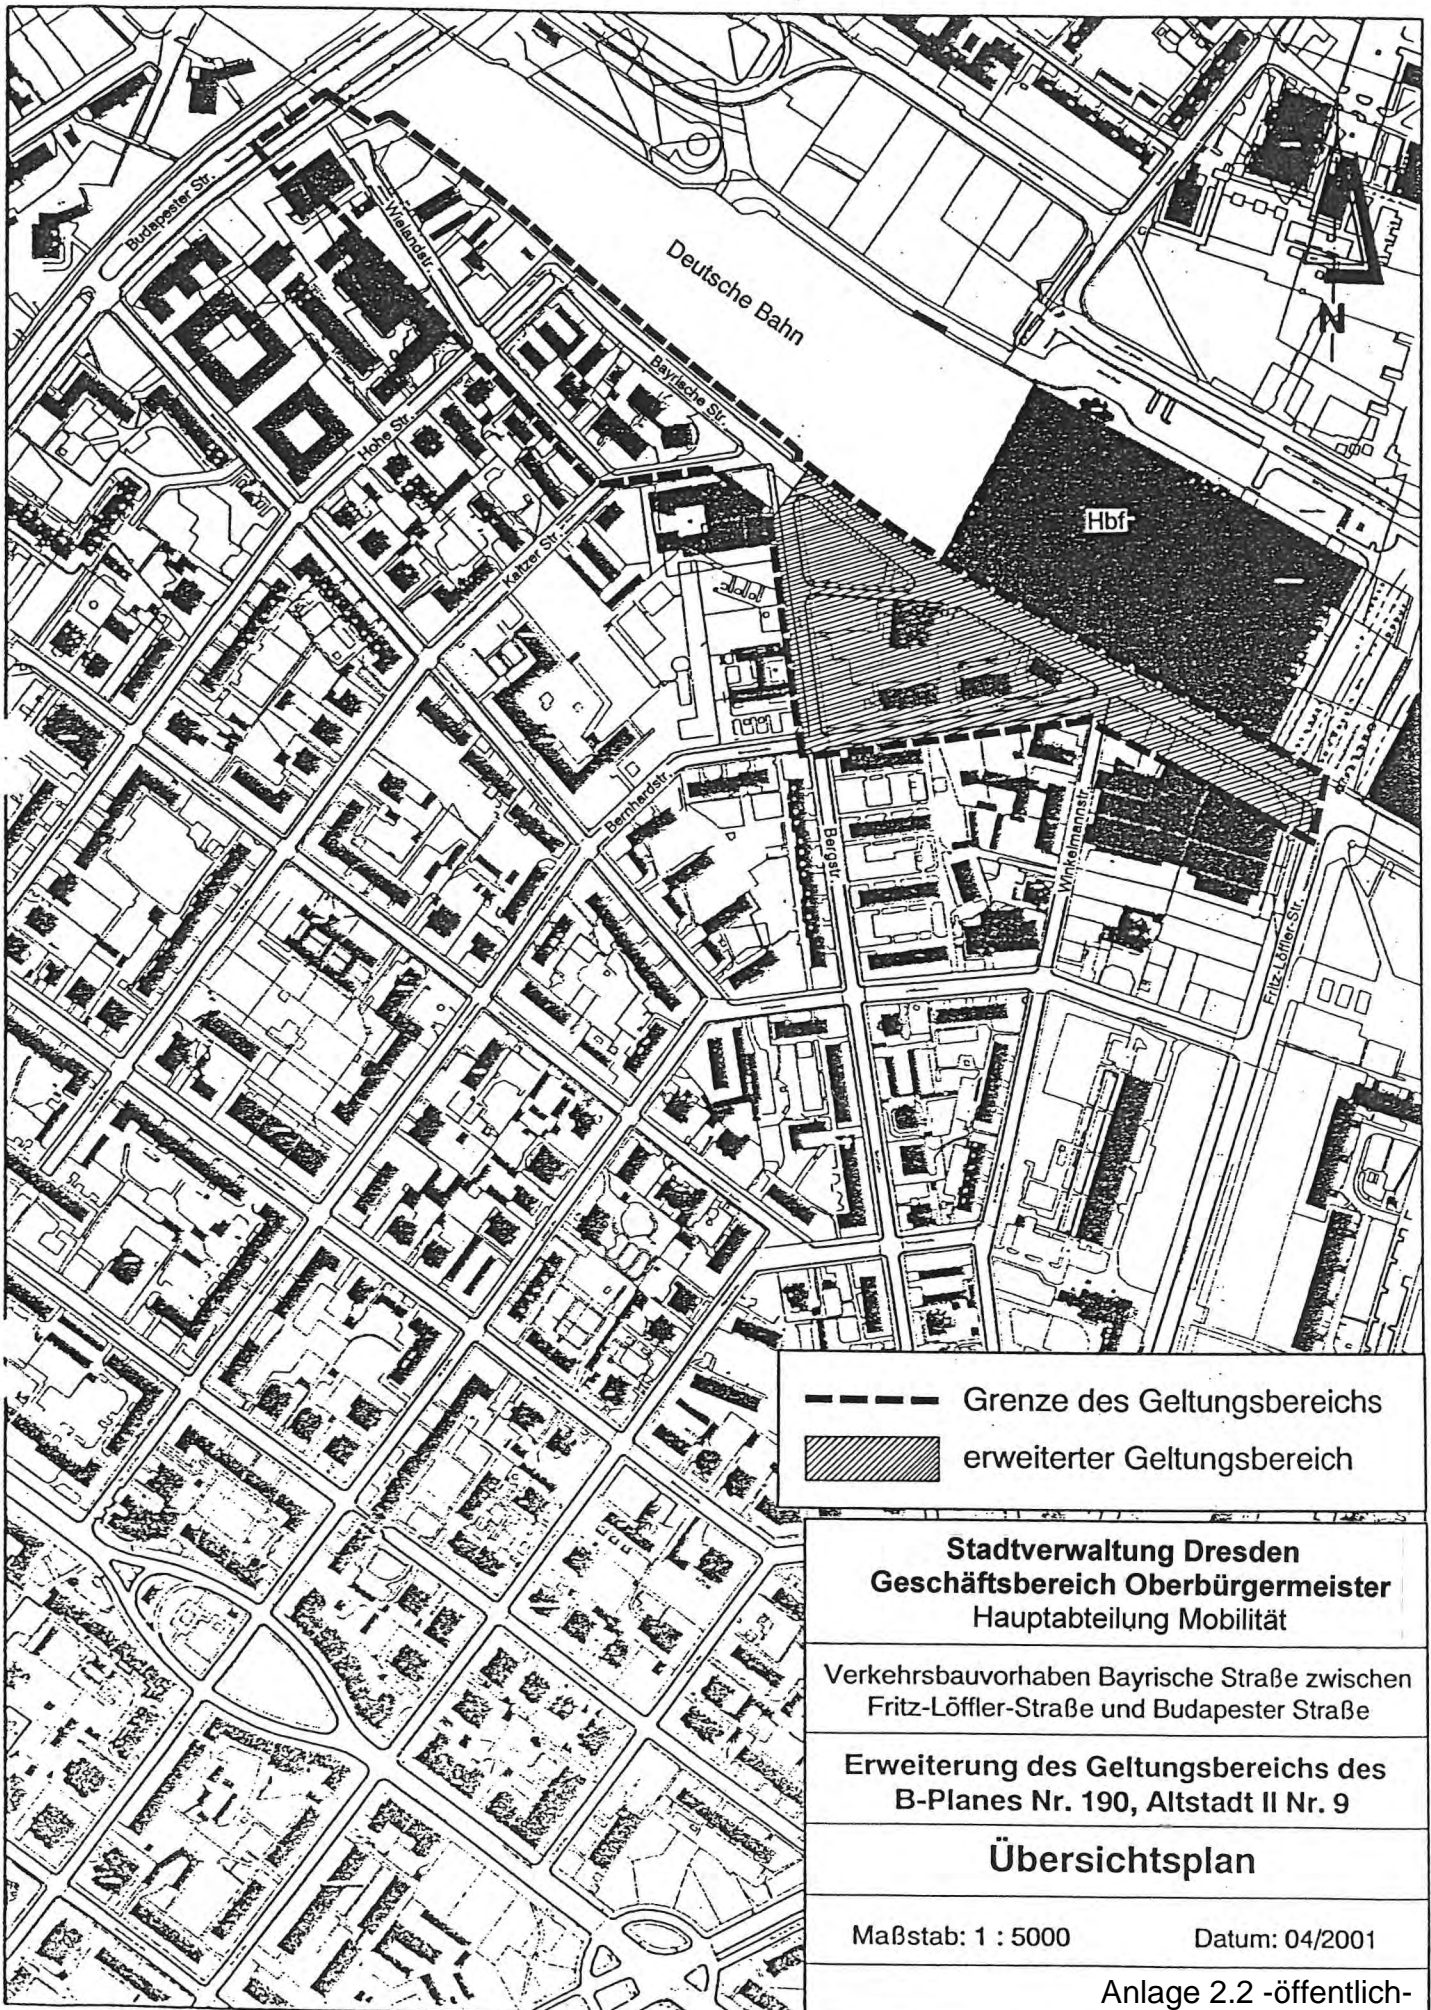 Budapester Str.
Wielandstr.
Deutsche Bahn
Bayrische Str.
Hohe Str.
Kaitzer Str.
Hbf
N
Bernhardstr.
Bergstr.
Winkelmannstr.
Fritz-Löffler-Str.
Grenze des Geltungsbereichs
erweiterter Geltungsbereich
Stadtverwaltung Dresden
Geschäftsbereich Oberbürgermeister
Hauptabteilung Mobilität
Verkehrsbauvorhaben Bayrische Straße zwischen
Fritz-Löffler-Straße und Budapester Straße
Erweiterung des Geltungsbereichs des
B-Planes Nr. 190, Altstadt II Nr. 9
Übersichtsplan
Maßstab: 1 : 5000 Datum: 04/2001
Anlage 2.2 -öffentlich-